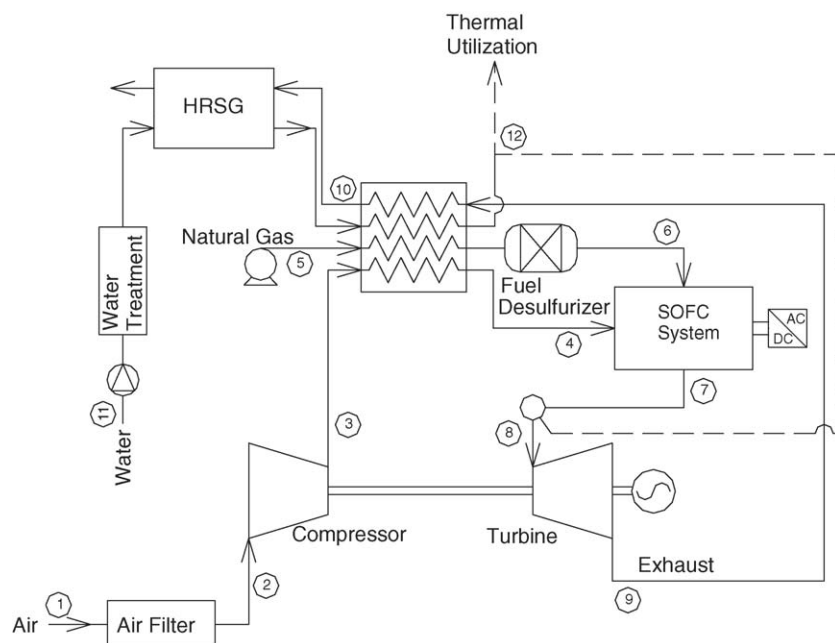 Thermal
Utilization
HRSG
12
10
Natural Gas
5
6
Water
Treatment
Fuel
Desulfurizer
SOFC
System
AC
DC
4
7
11
Water
3
8
Compressor
Turbine
Exhaust
2
9
1
Air
Air Filter